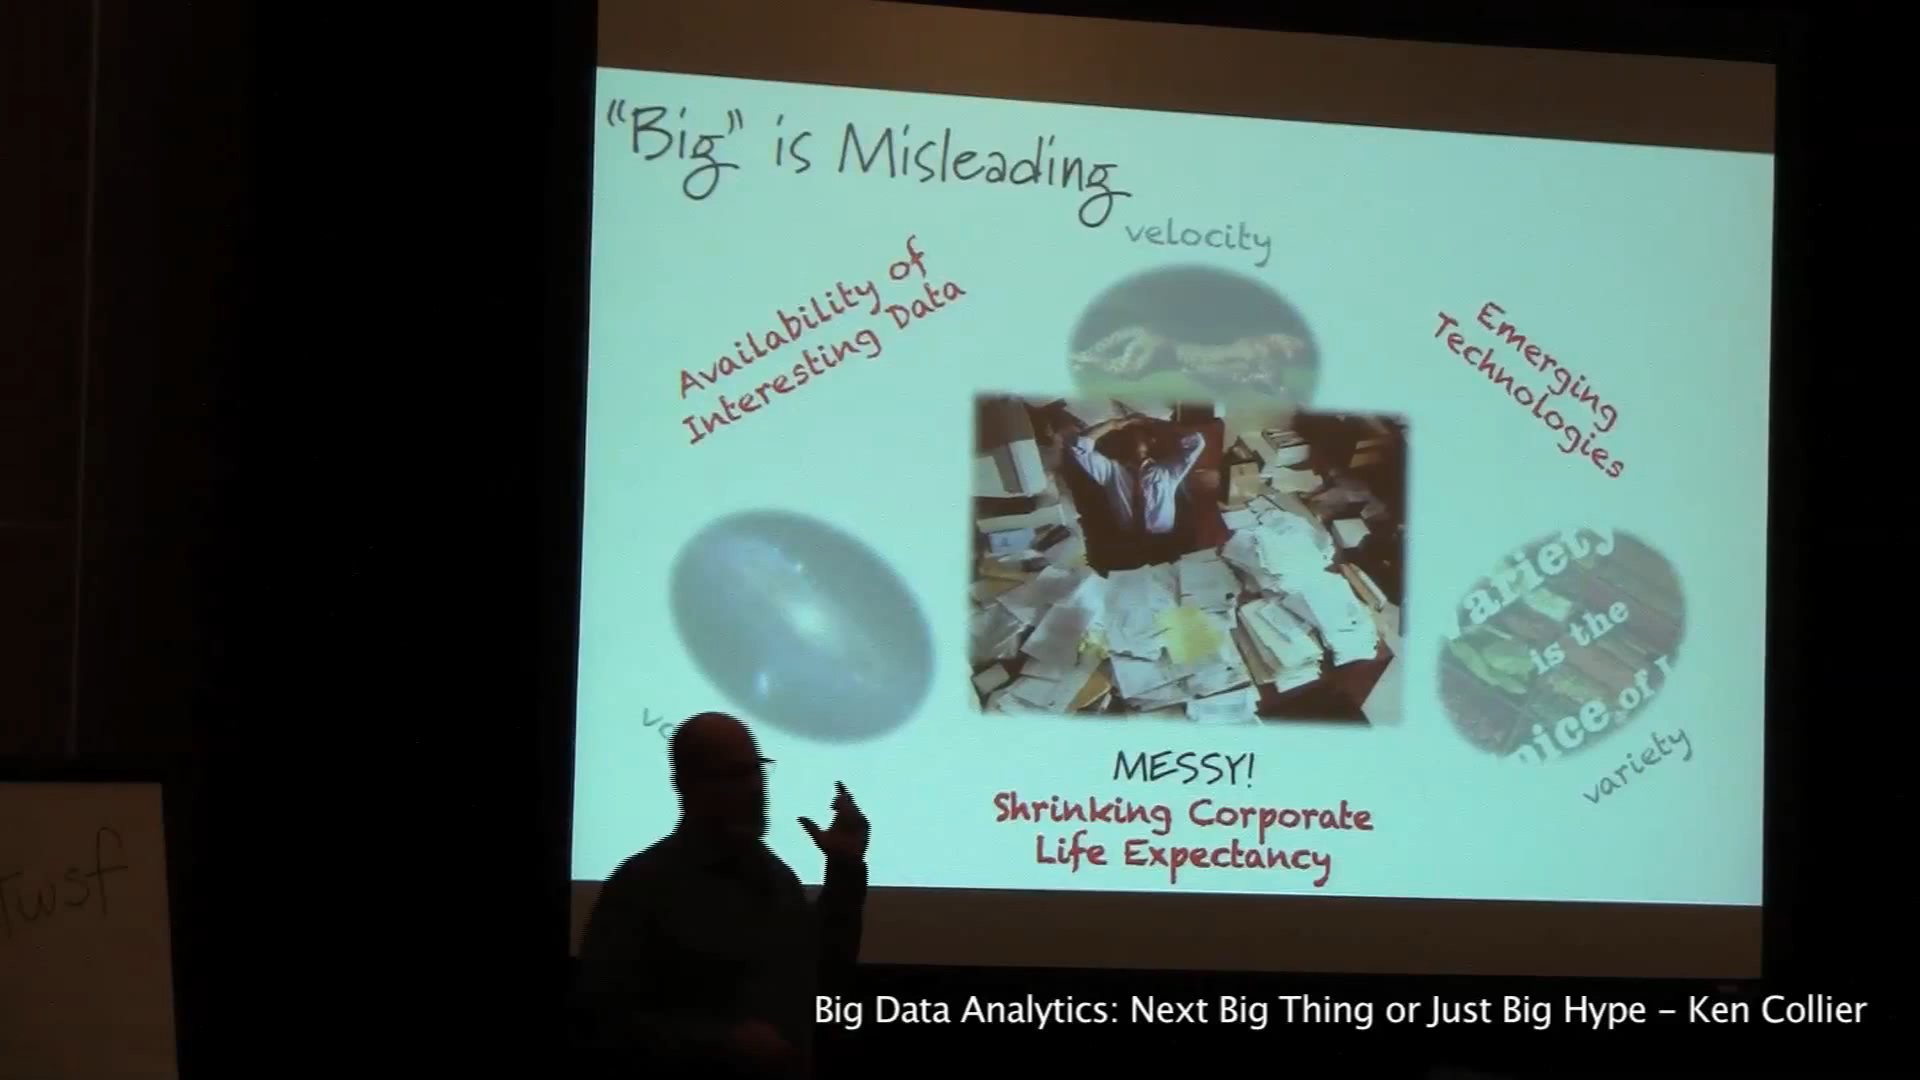 "Big" is Misleading
velocity
Availability of
Interesting Data
Emerging
Technologies
is the
of
variety
MESSY!
Shrinking Corporate
Life Expectancy
Twsf
Big Data Analytics: Next Big Thing or Just Big Hype – Ken Collier